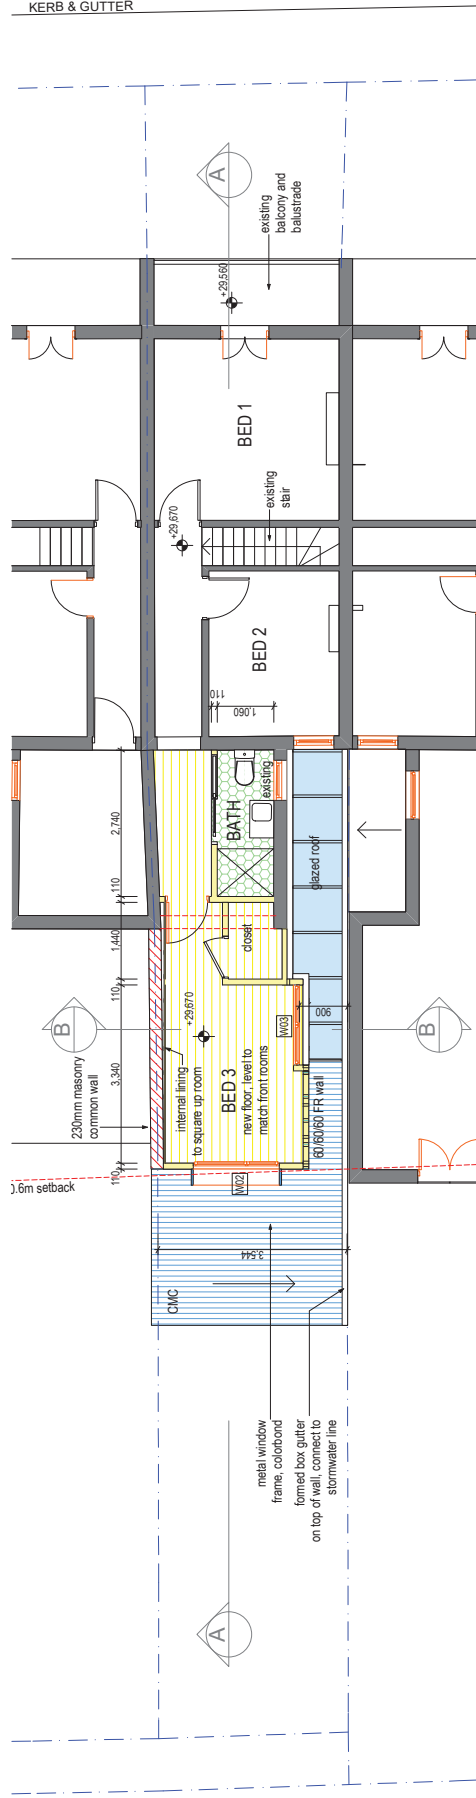 KERB & GUTTER
A
existing
balcony and
balustrade
+29,560
BED 1
existing
stair
+29,670
BED 2
110
1,060
BATH
existing
2,740
glazed roof
110
closet
1,440
110
B
+29,670
900
W03
B
230mm masonry
common wall
internal lining
to square up room
3,340
BED 3
new floor, level to
match front rooms
60/60/60 FR wall
110
0.6m setback
W02
3,544
CMC
metal window
frame, colorbond
formed box gutter
on top of wall, connect to
stormwater line
A